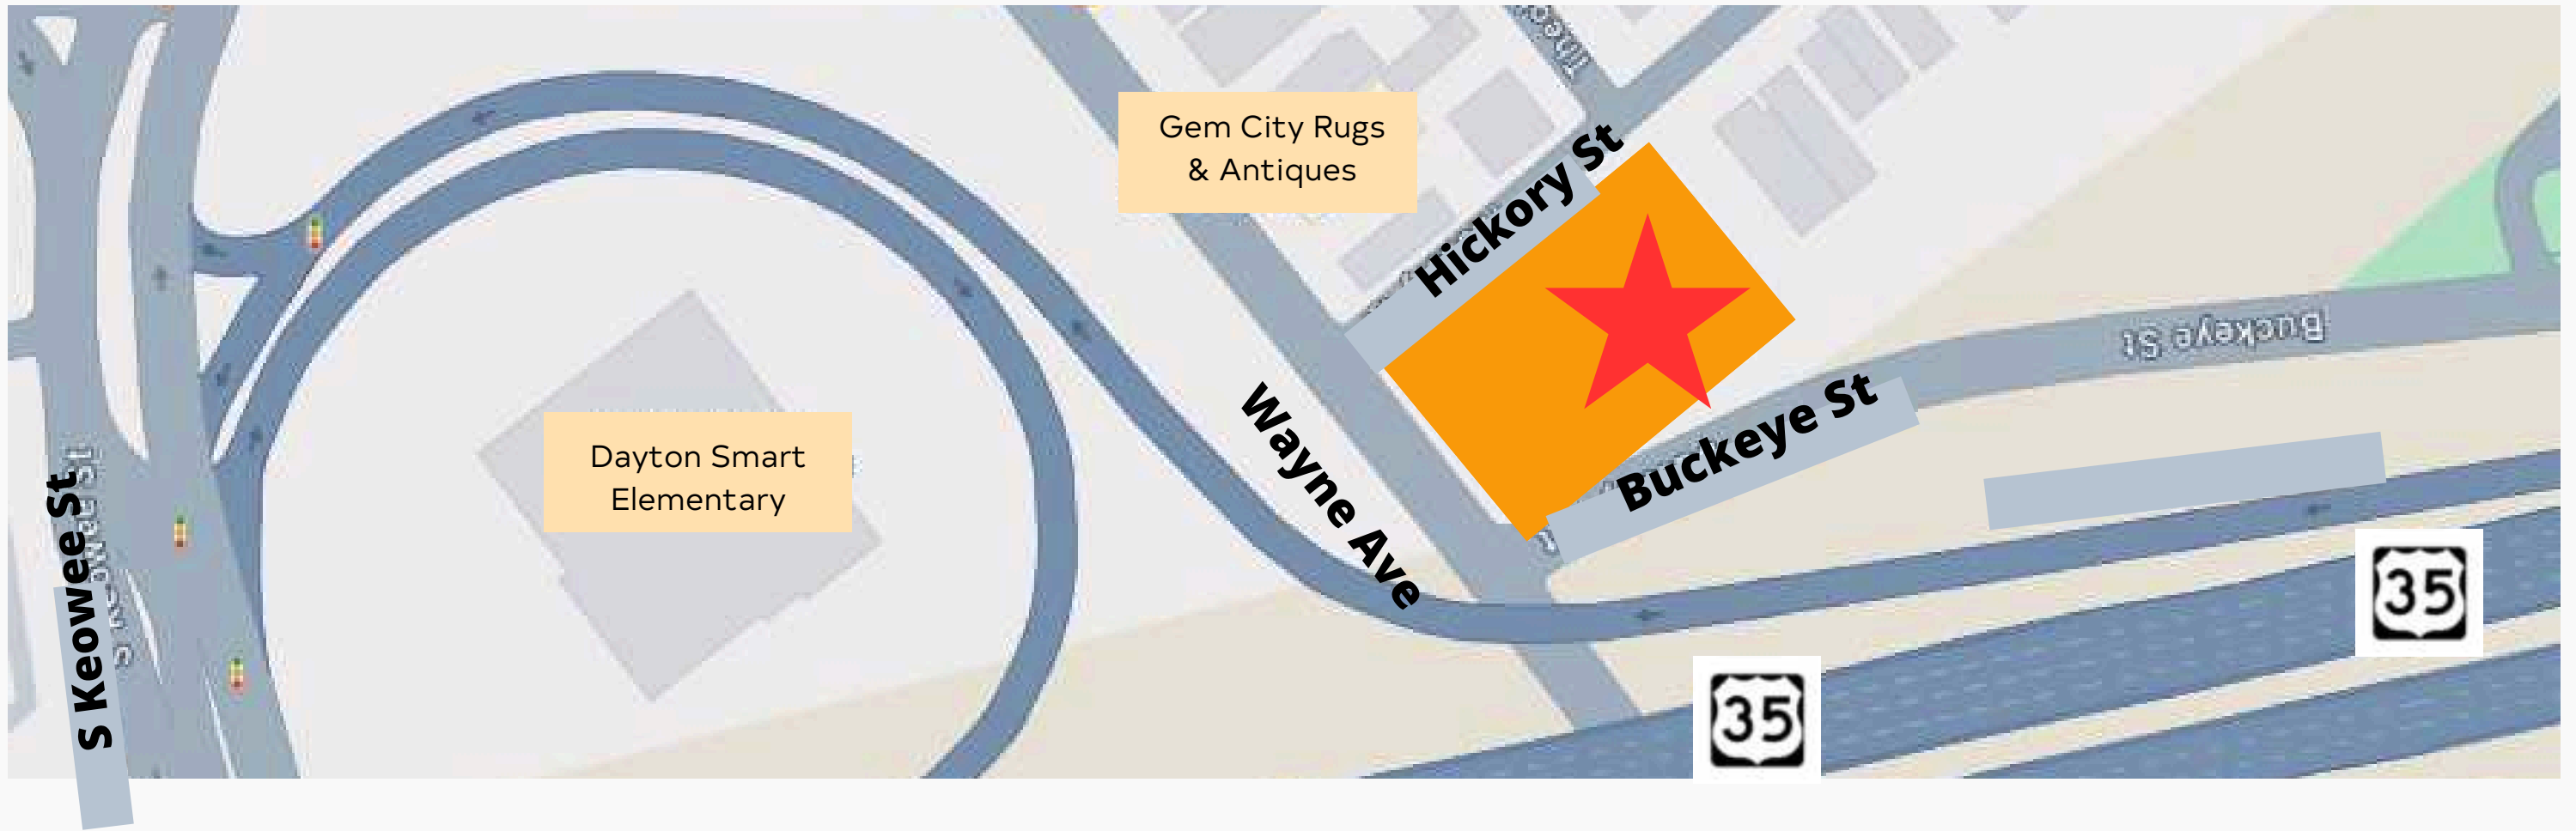 The
Gem City Rugs
& Antiques
Hickory St
Buckeye St
Buckeye St
Wayne Ave
Dayton Smart
Elementary
S Keowee St
35
35